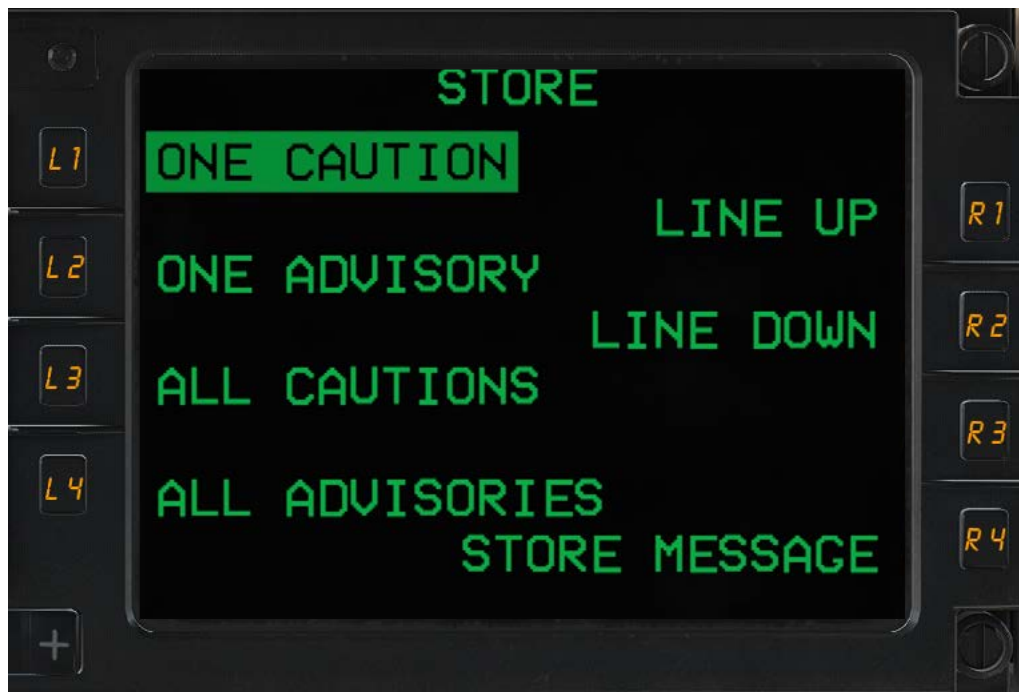 STORE
L1 ONE CAUTION
LINE UP R1
L2 ONE ADVISORY
LINE DOWN R2
L3 ALL CAUTIONS
R3
L4 ALL ADVISORIES
STORE MESSAGE R4
+